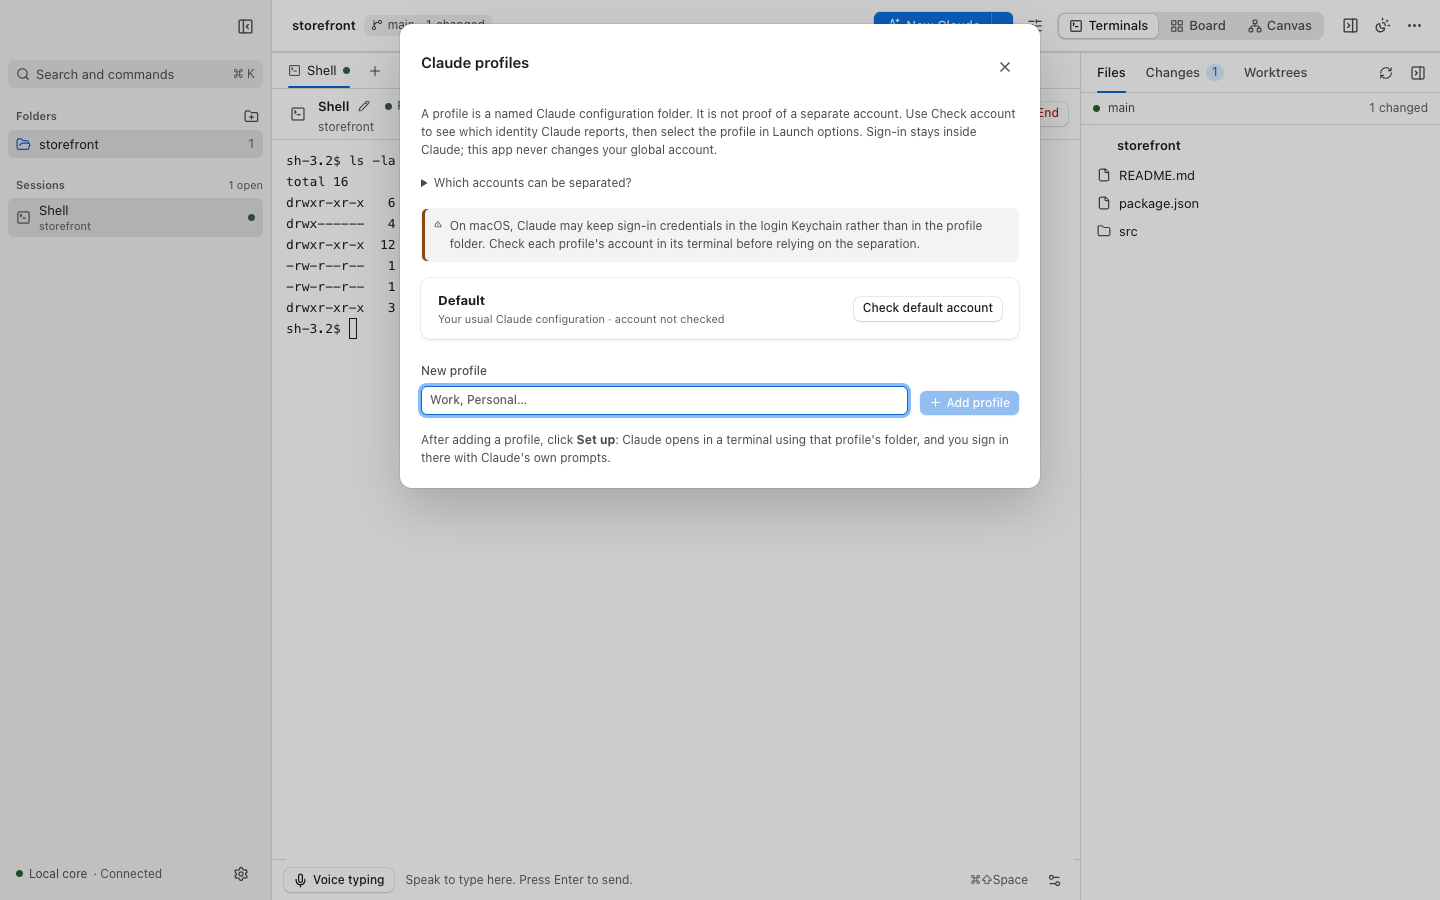 storefront
main · 1 changed
New Claude
Terminals
Board
Canvas
Search and commands
⌘ K
Folders
storefront
1
Sessions
1 open
Shell
storefront
Shell
Shell
storefront
End
sh-3.2$ ls -la
total 16
drwxr-xr-x 6
drwx------ 4
drwxr-xr-x 12
-rw-r--r-- 1
-rw-r--r-- 1
drwxr-xr-x 3
sh-3.2$
Claude profiles
A profile is a named Claude configuration folder. It is not proof of a separate account. Use Check account
to see which identity Claude reports, then select the profile in Launch options. Sign-in stays inside
Claude; this app never changes your global account.
Which accounts can be separated?
On macOS, Claude may keep sign-in credentials in the login Keychain rather than in the profile
folder. Check each profile's account in its terminal before relying on the separation.
Default
Your usual Claude configuration · account not checked
Check default account
New profile
Work, Personal…
Add profile
After adding a profile, click Set up: Claude opens in a terminal using that profile's folder, and you sign in
there with Claude's own prompts.
Files
Changes 1
Worktrees
main
1 changed
storefront
README.md
package.json
src
Local core · Connected
Voice typing
Speak to type here. Press Enter to send.
⌘⇧Space